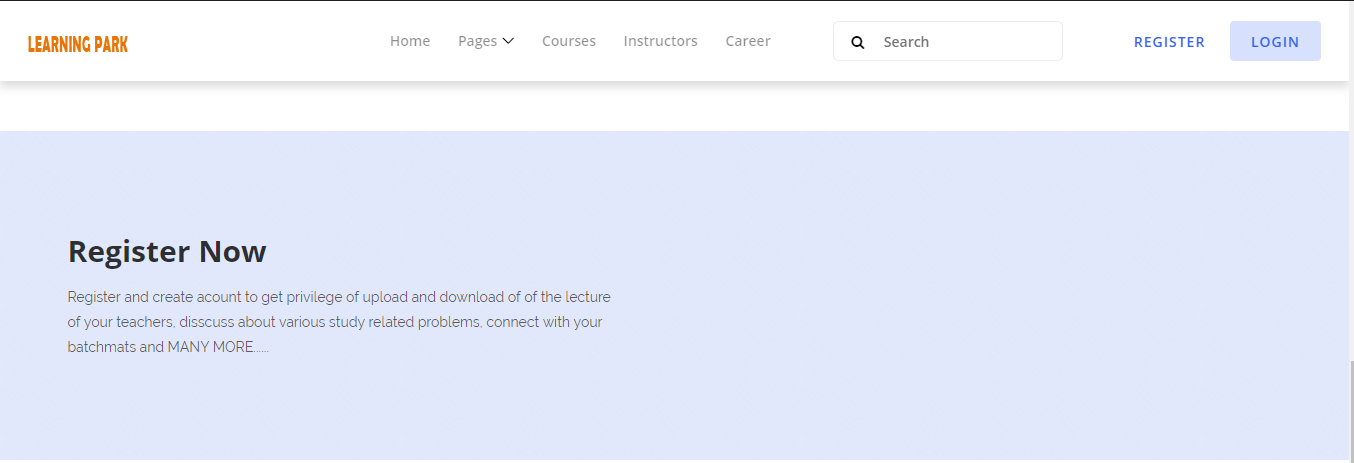 LEARNING PARK
Home Pages Courses Instructors Career
Search
REGISTER LOGIN
Register Now
Register and create acount to get privilege of upload and download of of the lecture
of your teachers, disscuss about various study related problems, connect with your
batchmats and MANY MORE......